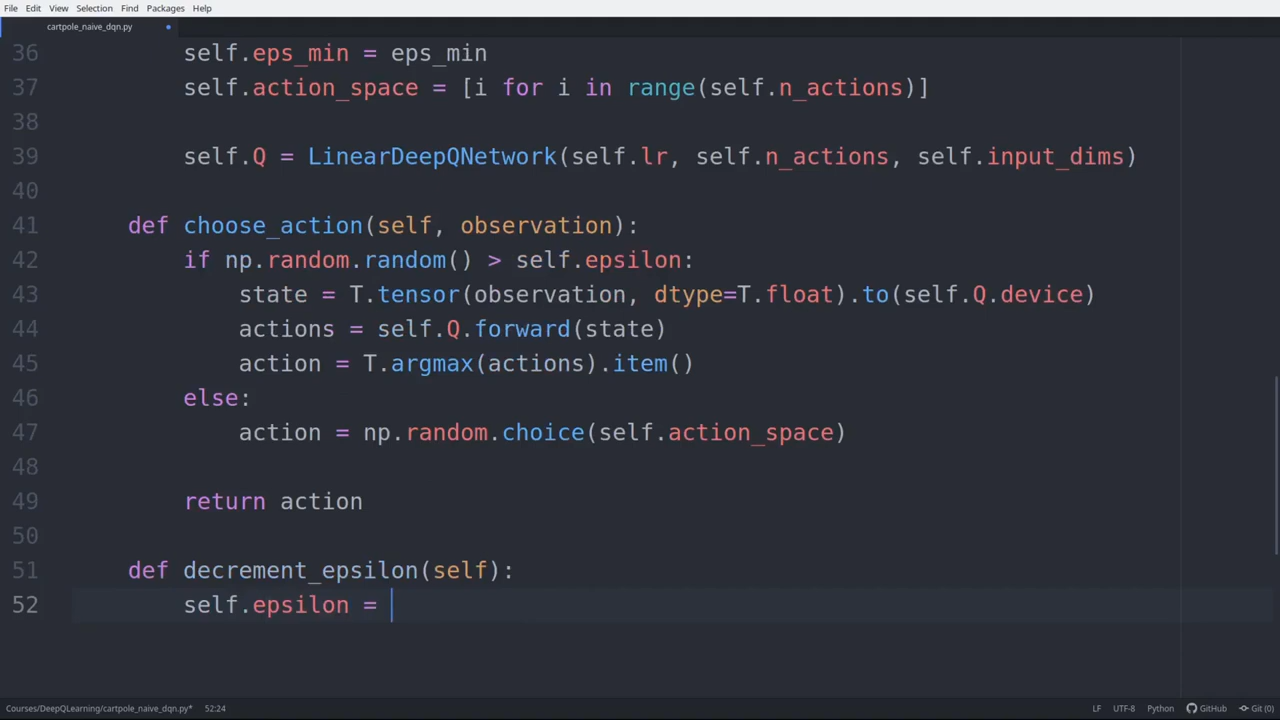 File Edit View Selection Find Packages Help
cartpole_naive_dqn.py
36 self.eps_min = eps_min
37 self.action_space = [i for i in range(self.n_actions)]
38
39 self.Q = LinearDeepQNetwork(self.lr, self.n_actions, self.input_dims)
40
41 def choose_action(self, observation):
42 if np.random.random() > self.epsilon:
43 state = T.tensor(observation, dtype=T.float).to(self.Q.device)
44 actions = self.Q.forward(state)
45 action = T.argmax(actions).item()
46 else:
47 action = np.random.choice(self.action_space)
48
49 return action
50
51 def decrement_epsilon(self):
52 self.epsilon =
Courses/DeepQLearning/cartpole_naive_dqn.py* 52:24 LF UTF-8 Python GitHub Git (0)